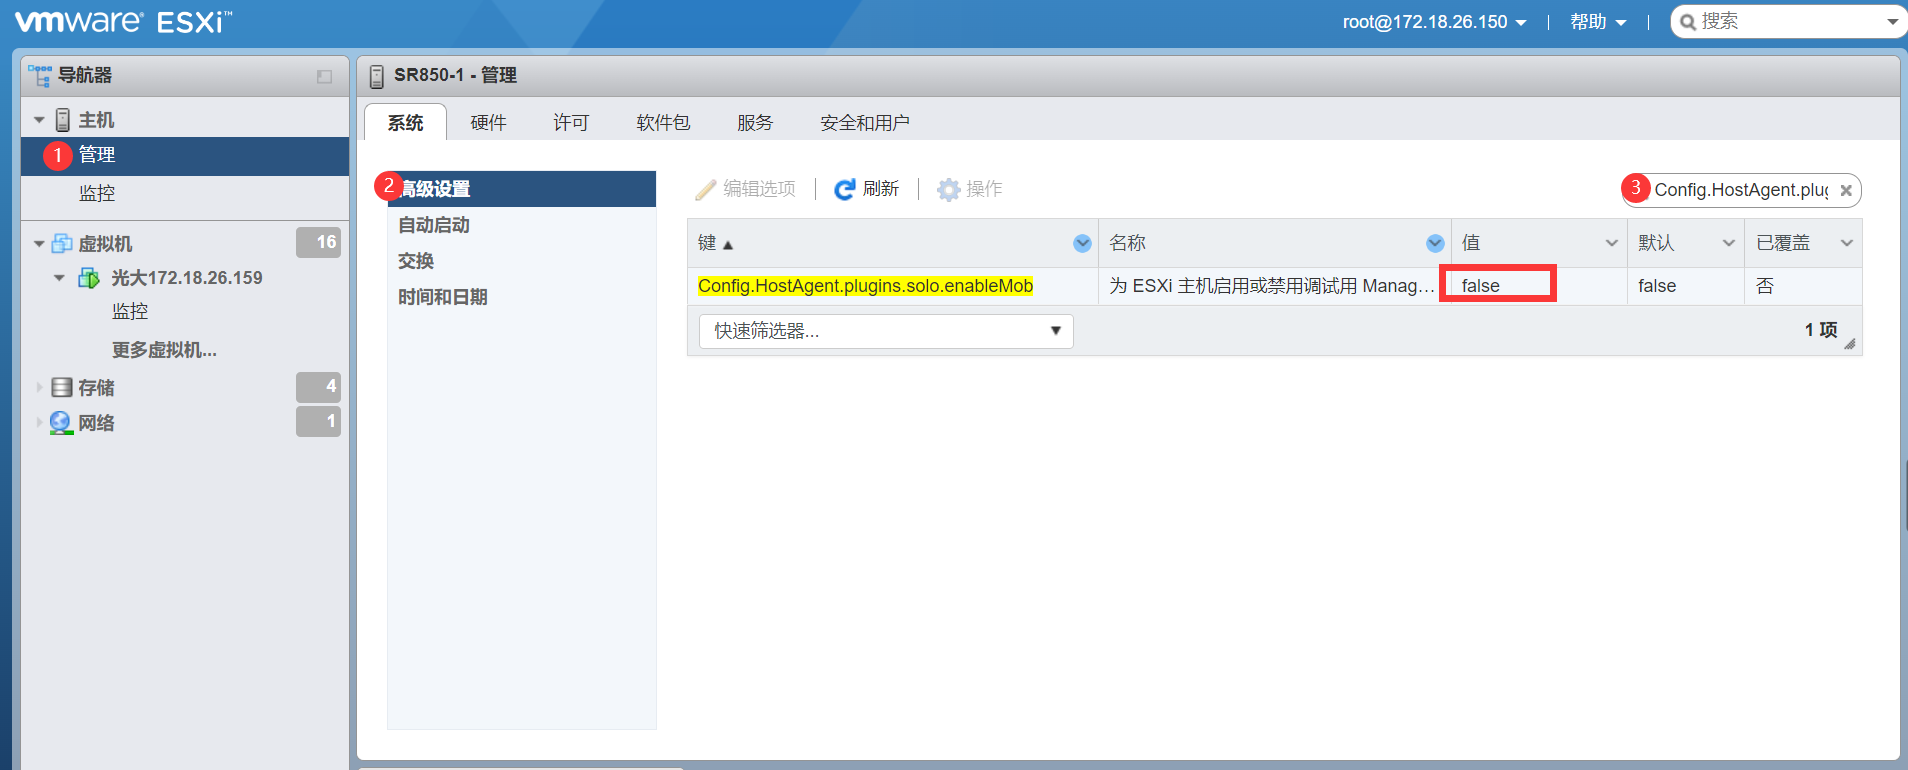 vmware ESXi™
root@172.18.26.150
帮助
搜索
导航器
SR850-1 - 管理
主机
系统
硬件
许可
软件包
服务
安全和用户
1
管理
监控
2
高级设置
自动启动
交换
时间和日期
编辑选项
刷新
操作
3
Config.HostAgent.plug
键
名称
值
默认
已覆盖
Config.HostAgent.plugins.solo.enableMob
为 ESXi 主机启用或禁用调试用 Manag...
false
false
否
快速筛选器...
1 项
虚拟机
16
光大172.18.26.159
监控
更多虚拟机...
存储
4
网络
1